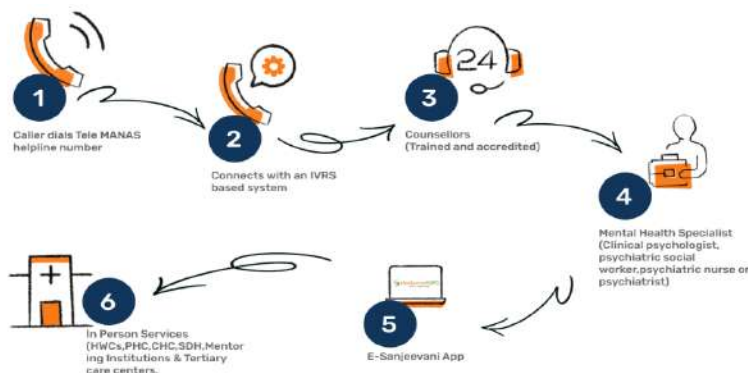 1
Caller dials Tele MANAS
helpline number
2
Connects with an IVRS
based system
24
3
Counsellors
(Trained and accredited)
4
Mental Health Specialist
(Clinical psychologist,
psychiatric social
worker,psychiatric nurse or
psychiatrist)
5
E-Sanjeevani App
6
In Person Services
(HWCs,PHC,CHC,SDH,Mentor
ing Institutions & Tertiary
care centers.